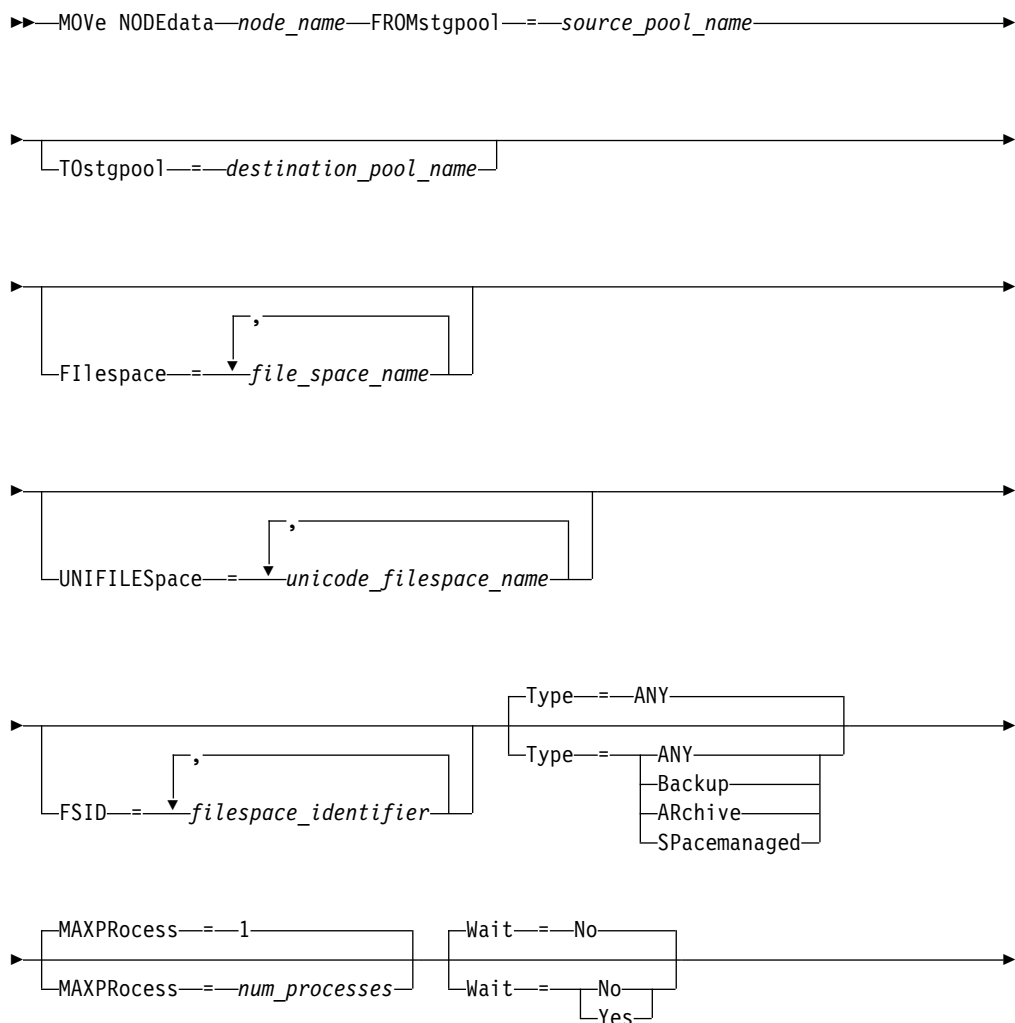 MOVe NODEdata node_name FROMstgpool = source_pool_name
TOstgpool = destination_pool_name
,
FIlespace = file_space_name
,
UNIFILESpace = unicode_filespace_name
Type = ANY
,
FSID = filespace_identifier
Type = ANY
Backup
ARchive
SPacemanaged
MAXPRocess = 1
Wait = No
MAXPRocess = num_processes
Wait = No
Yes